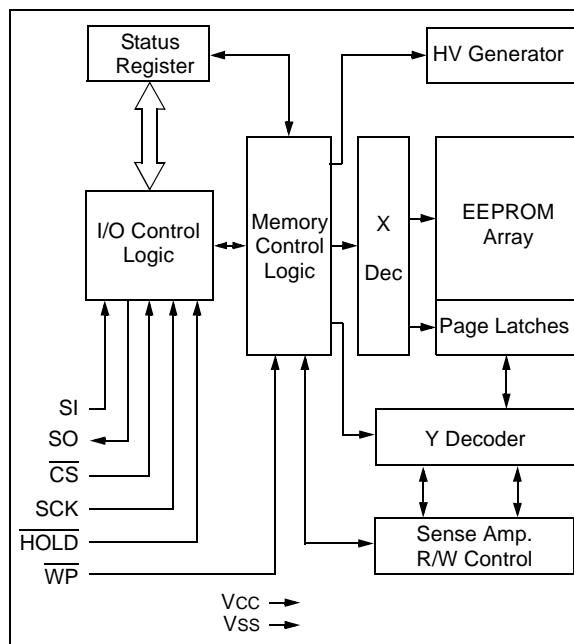 Status
Register
HV Generator
I/O Control
Logic
Memory
Control
Logic
X
Dec
EEPROM
Array
Page Latches
SI
SO
CS
SCK
HOLD
WP
Y Decoder
Sense Amp.
R/W Control
VCC
VSS